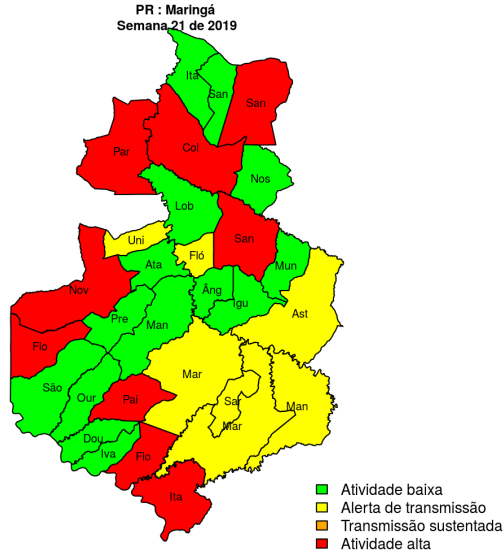 PR : Maringá
Semana 21 de 2019
Ita
San
San
Par
Col
Nos
Lob
Uni
San
Fló
Ata
Mun
Nov
Âng
Igu
Pre
Man
Ast
Flo
Mar
São
Our
Pai
Sar
Man
Mar
Dou
Iva
Flo
Ita
Atividade baixa
Alerta de transmissão
Transmissão sustentada
Atividade alta